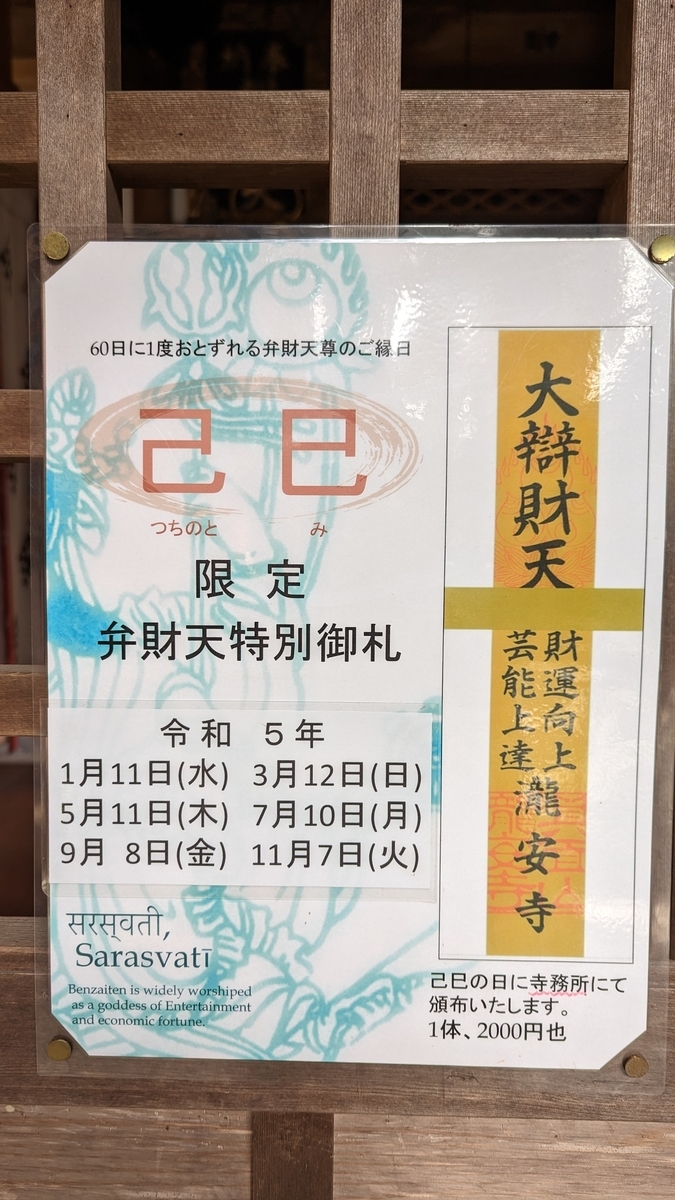 60日に1度おとずれる弁財天尊のご縁日
己巳
つちのと み
限定
弁財天特別御札
令和 5年
1月11日(水) 3月12日(日)
5月11日(木) 7月10日(月)
9月 8日(金) 11月7日(火)
सरस्वती,
Sarasvatī
Benzaiten is widely worshiped
as a goddess of Entertainment
and economic fortune.
大辯財天
財運向上
芸能上達
瀧安寺
己巳の日に寺務所にて
頒布いたします。
1体、2000円也